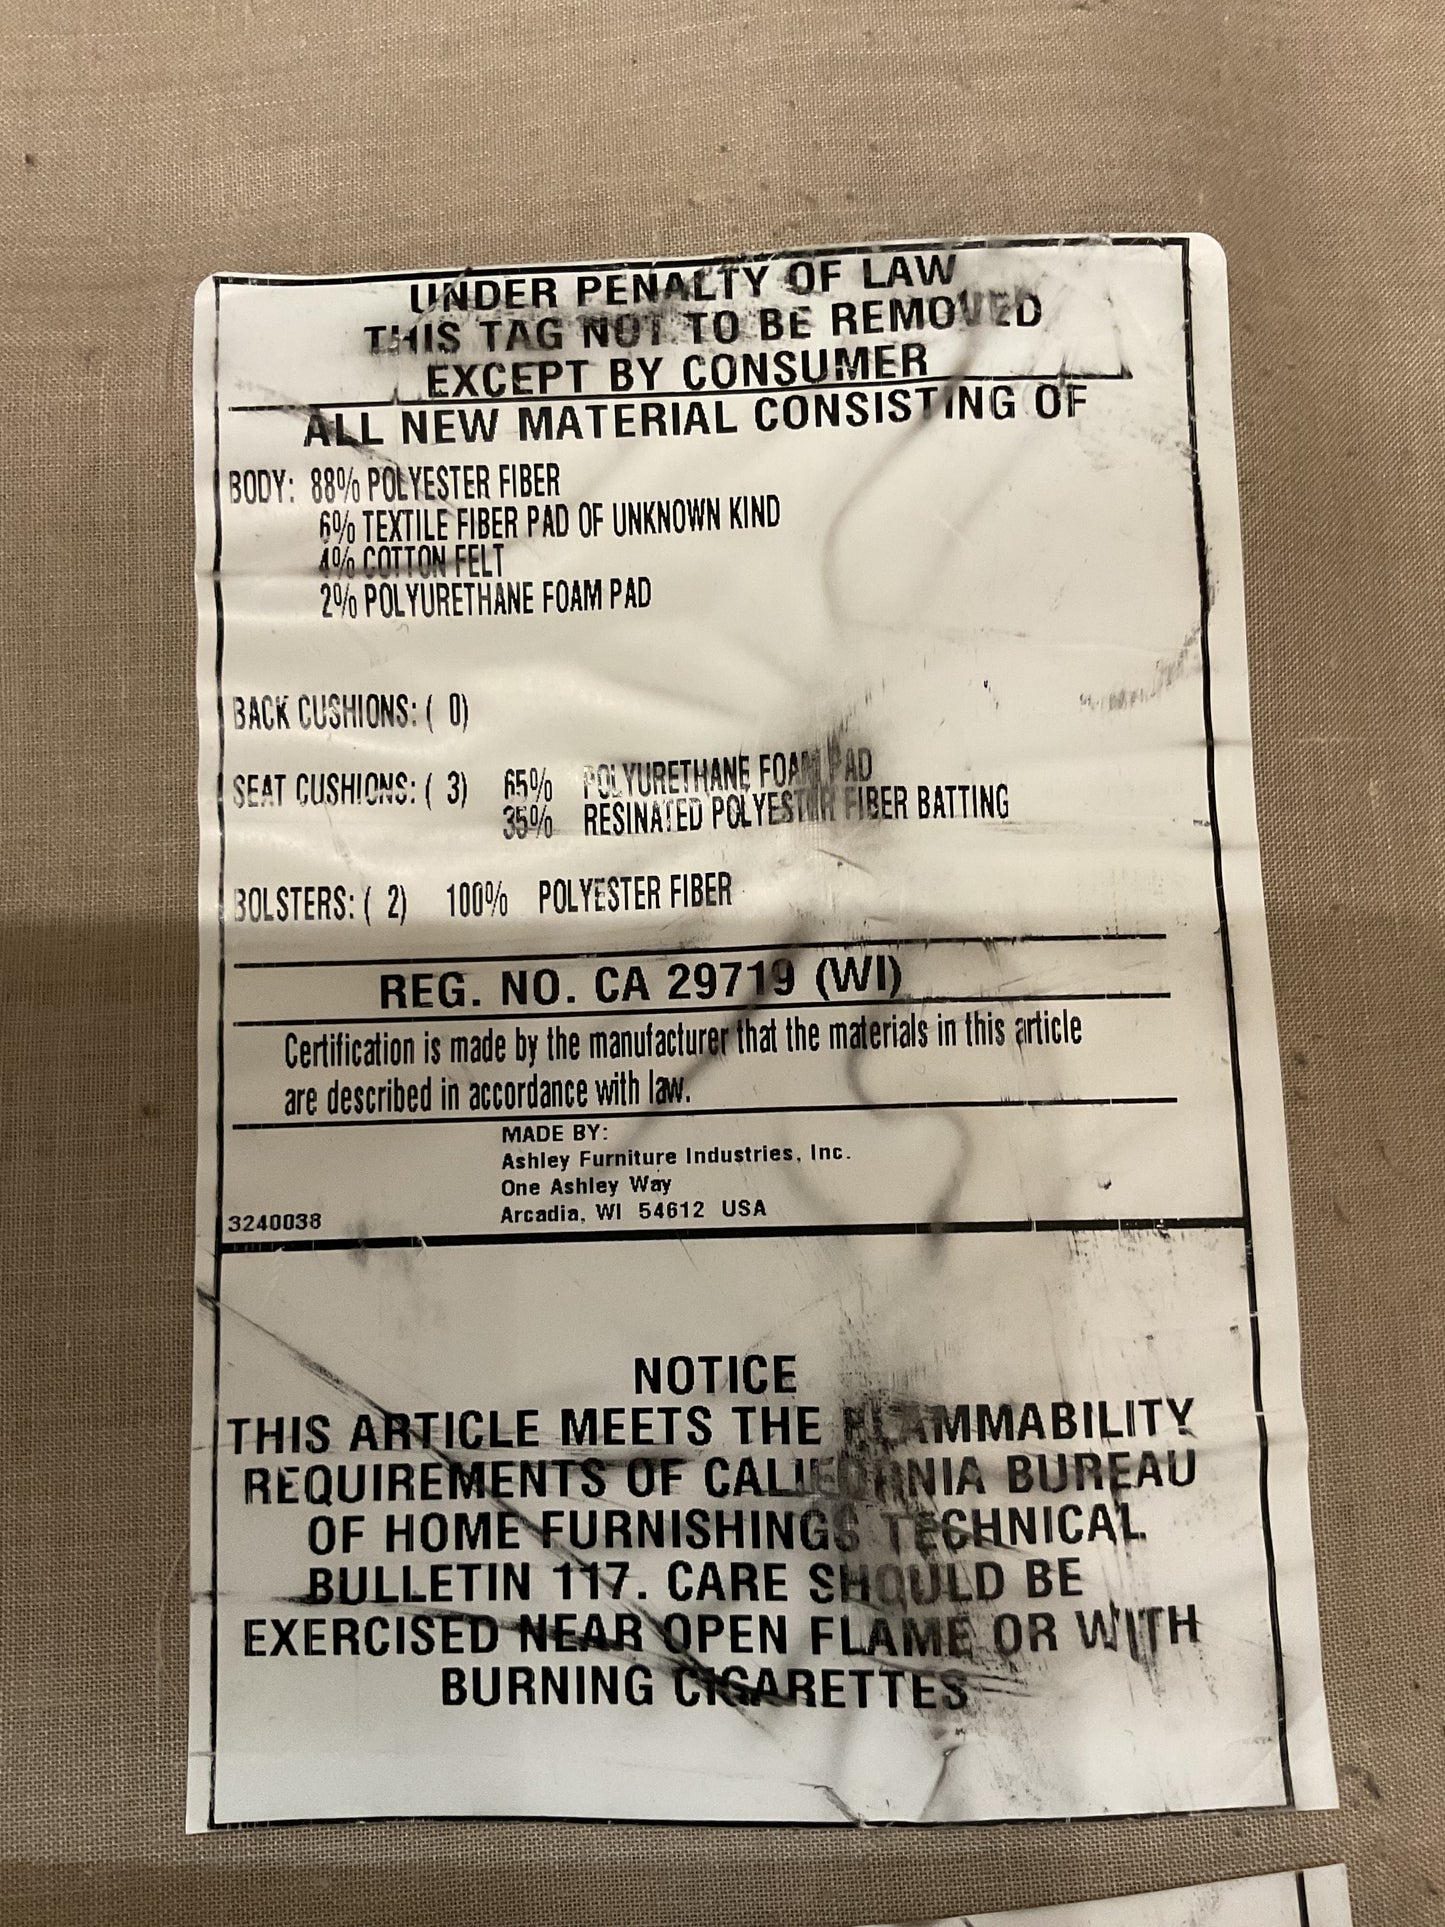 UNDER PENALTY OF LAW
THIS TAG NOT TO BE REMOVED
EXCEPT BY CONSUMER
ALL NEW MATERIAL CONSISTING OF
BODY: 88% POLYESTER FIBER
6% TEXTILE FIBER PAD OF UNKNOWN KIND
4% COTTON FELT
2% POLYURETHANE FOAM PAD
BACK CUSHIONS: ( 0)
SEAT CUSHIONS: ( 3) 65% POLYURETHANE FOAM PAD
35% RESINATED POLYESTER FIBER BATTING
BOLSTERS: ( 2) 100% POLYESTER FIBER
REG. NO. CA 29719 (WI)
Certification is made by the manufacturer that the materials in this article
are described in accordance with law.
MADE BY:
Ashley Furniture Industries, Inc.
One Ashley Way
Arcadia, WI 54612 USA
3240038
NOTICE
THIS ARTICLE MEETS THE FLAMMABILITY
REQUIREMENTS OF CALIFORNIA BUREAU
OF HOME FURNISHINGS TECHNICAL
BULLETIN 117. CARE SHOULD BE
EXERCISED NEAR OPEN FLAME OR WITH
BURNING CIGARETTES